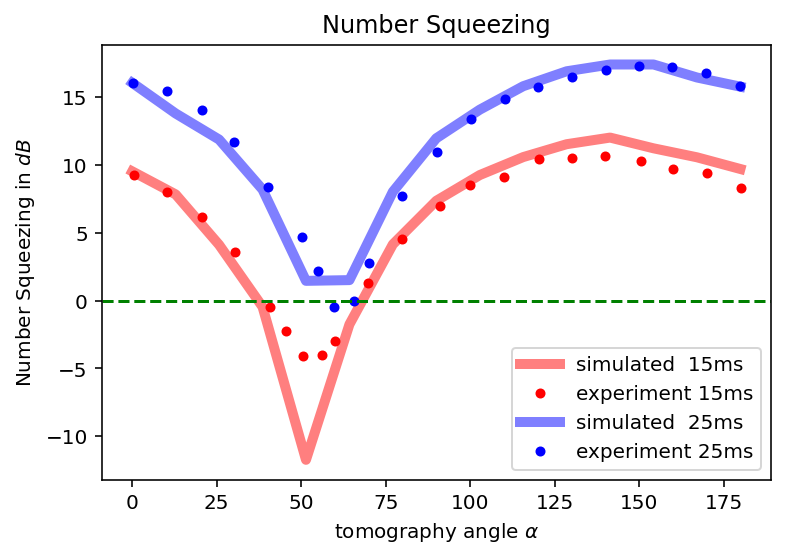 Number Squeezing
Number Squeezing in dB
15
10
5
0
−5
−10
simulated  15ms
experiment 15ms
simulated  25ms
experiment 25ms
0 25 50 75 100 125 150 175
tomography angle α